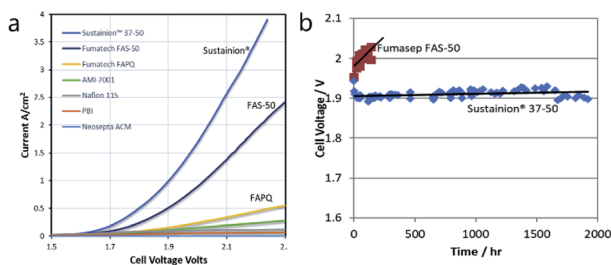 a
Sustainion™ 37-50
Fumatech FAS-50
Fumatech FAPQ
AMI-7001
Nafion 115
PBI
Neosepta ACM
Sustainion®
FAS-50
FAPQ
Current A/cm²
4
3.5
3
2.5
2
1.5
1
0.5
0
1.5
1.7
1.9
2.1
2.
Cell Voltage Volts
b
Fumasep FAS-50
Sustainion® 37-50
Cell Voltage / V
2.1
2
1.9
1.8
1.7
1.6
0
500
1000
1500
2000
Time / hr